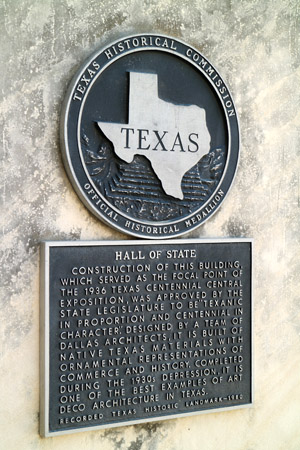 TEXAS HISTORICAL COMMISSION
TEXAS
OFFICIAL HISTORICAL MEDALLION
HALL OF STATE
CONSTRUCTION OF THIS BUILDING,
WHICH SERVED AS THE FOCAL POINT OF
THE 1936 TEXAS CENTENNIAL CENTRAL
EXPOSITION, WAS APPROVED BY THE
STATE LEGISLATURE TO BE "TEXANIC
IN PROPORTION AND CENTENNIAL IN
CHARACTER." DESIGNED BY A TEAM OF
DALLAS ARCHITECTS, IT IS BUILT OF
NATIVE TEXAS MATERIALS WITH
ORNAMENTAL REPRESENTATIONS OF
COMMERCE AND HISTORY. COMPLETED
DURING THE 1930s DEPRESSION, IT IS
ONE OF THE BEST EXAMPLES OF ART
DECO ARCHITECTURE IN TEXAS.
RECORDED TEXAS HISTORIC LANDMARK-1982